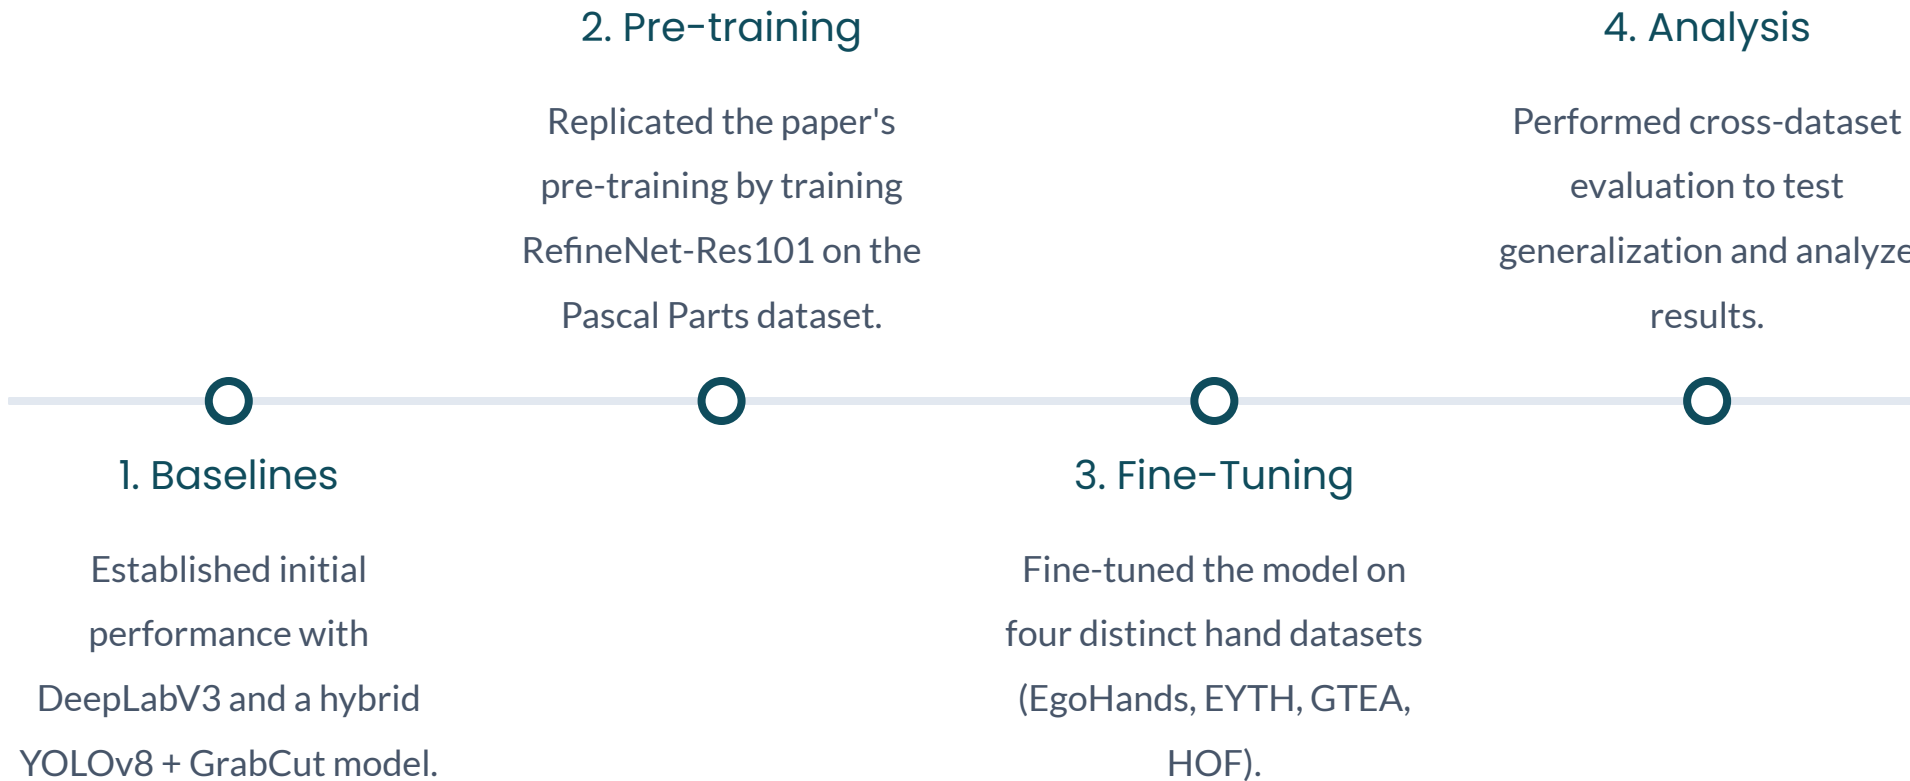 1. Baselines
Established initial
performance with
DeepLabV3 and a hybrid
YOLOv8 + GrabCut model.
2. Pre-training
Replicated the paper's
pre-training by training
RefineNet-Res101 on the
Pascal Parts dataset.
3. Fine-Tuning
Fine-tuned the model on
four distinct hand datasets
(EgoHands, EYTH, GTEA,
HOF).
4. Analysis
Performed cross-dataset
evaluation to test
generalization and analyze
results.